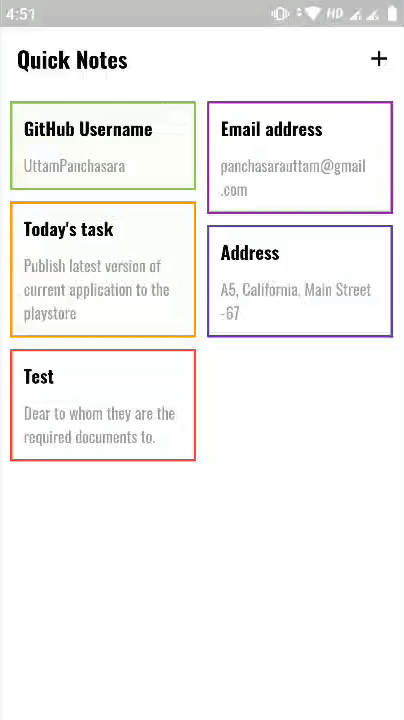 4:51
HD
Quick Notes
+
GitHub Username
UttamPanchasara
Email address
panchasarauttam@gmail
.com
Today's task
Publish latest version of
current application to the
playstore
Address
A5, California, Main Street
-67
Test
Dear to whom they are the
required documents to.